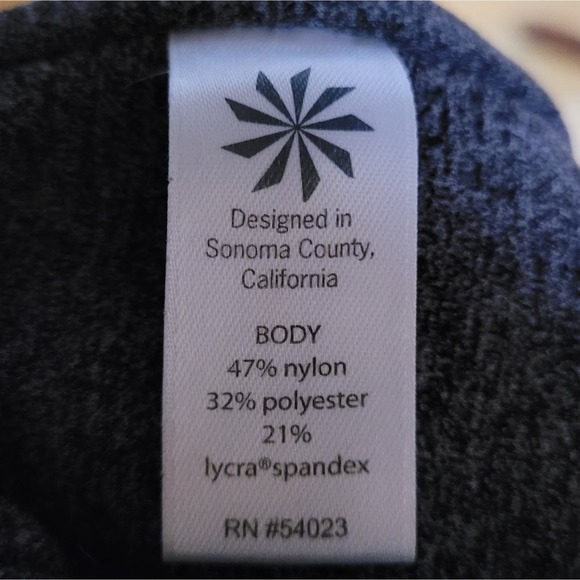 Designed in
Sonoma County,
California
BODY
47% nylon
32% polyester
21%
lycra®spandex
RN #54023